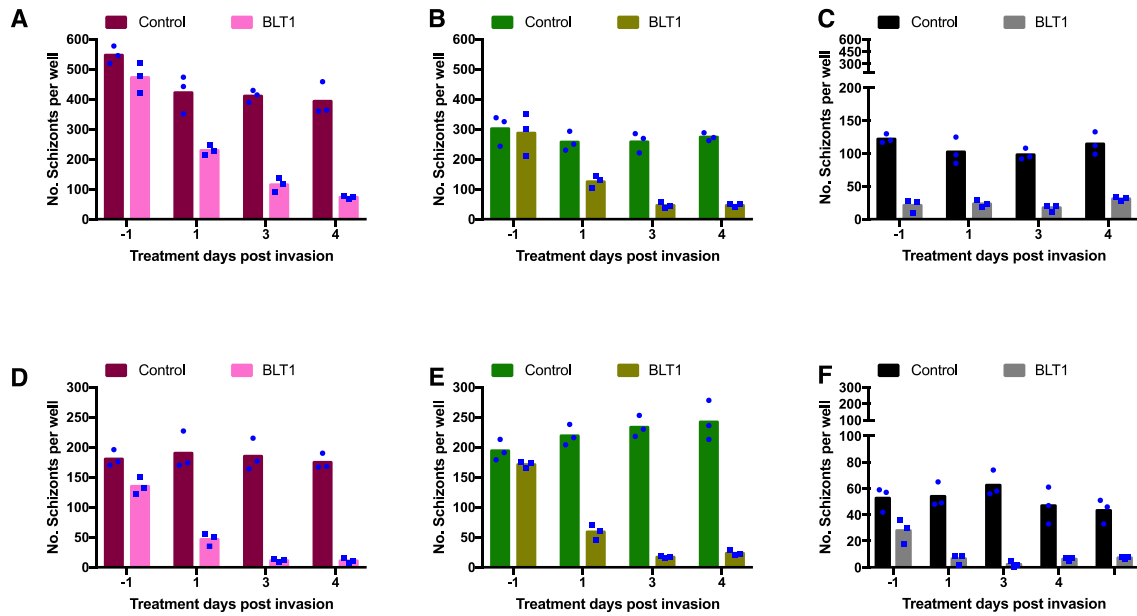 A
Control BLT1
No. Schizonts per well
600
500
400
300
200
100
0
-1 1 3 4
Treatment days post invasion
B
Control BLT1
No. Schizonts per well
600
500
400
300
200
100
0
-1 1 3 4
Treatment days post invasion
C
Control BLT1
No. Schizonts per well
600
450
300
200
150
100
50
0
-1 1 3 4
Treatment days post invasion
D
Control BLT1
No. Schizonts per well
300
250
200
150
100
50
0
-1 1 3 4
Treatment days post invasion
E
Control BLT1
No. Schizonts per well
300
250
200
150
100
50
0
-1 1 3 4
Treatment days post invasion
F
Control BLT1
No. Schizonts per well
300
200
100
100
80
60
40
20
0
-1 1 3 4
Treatment days post invasion